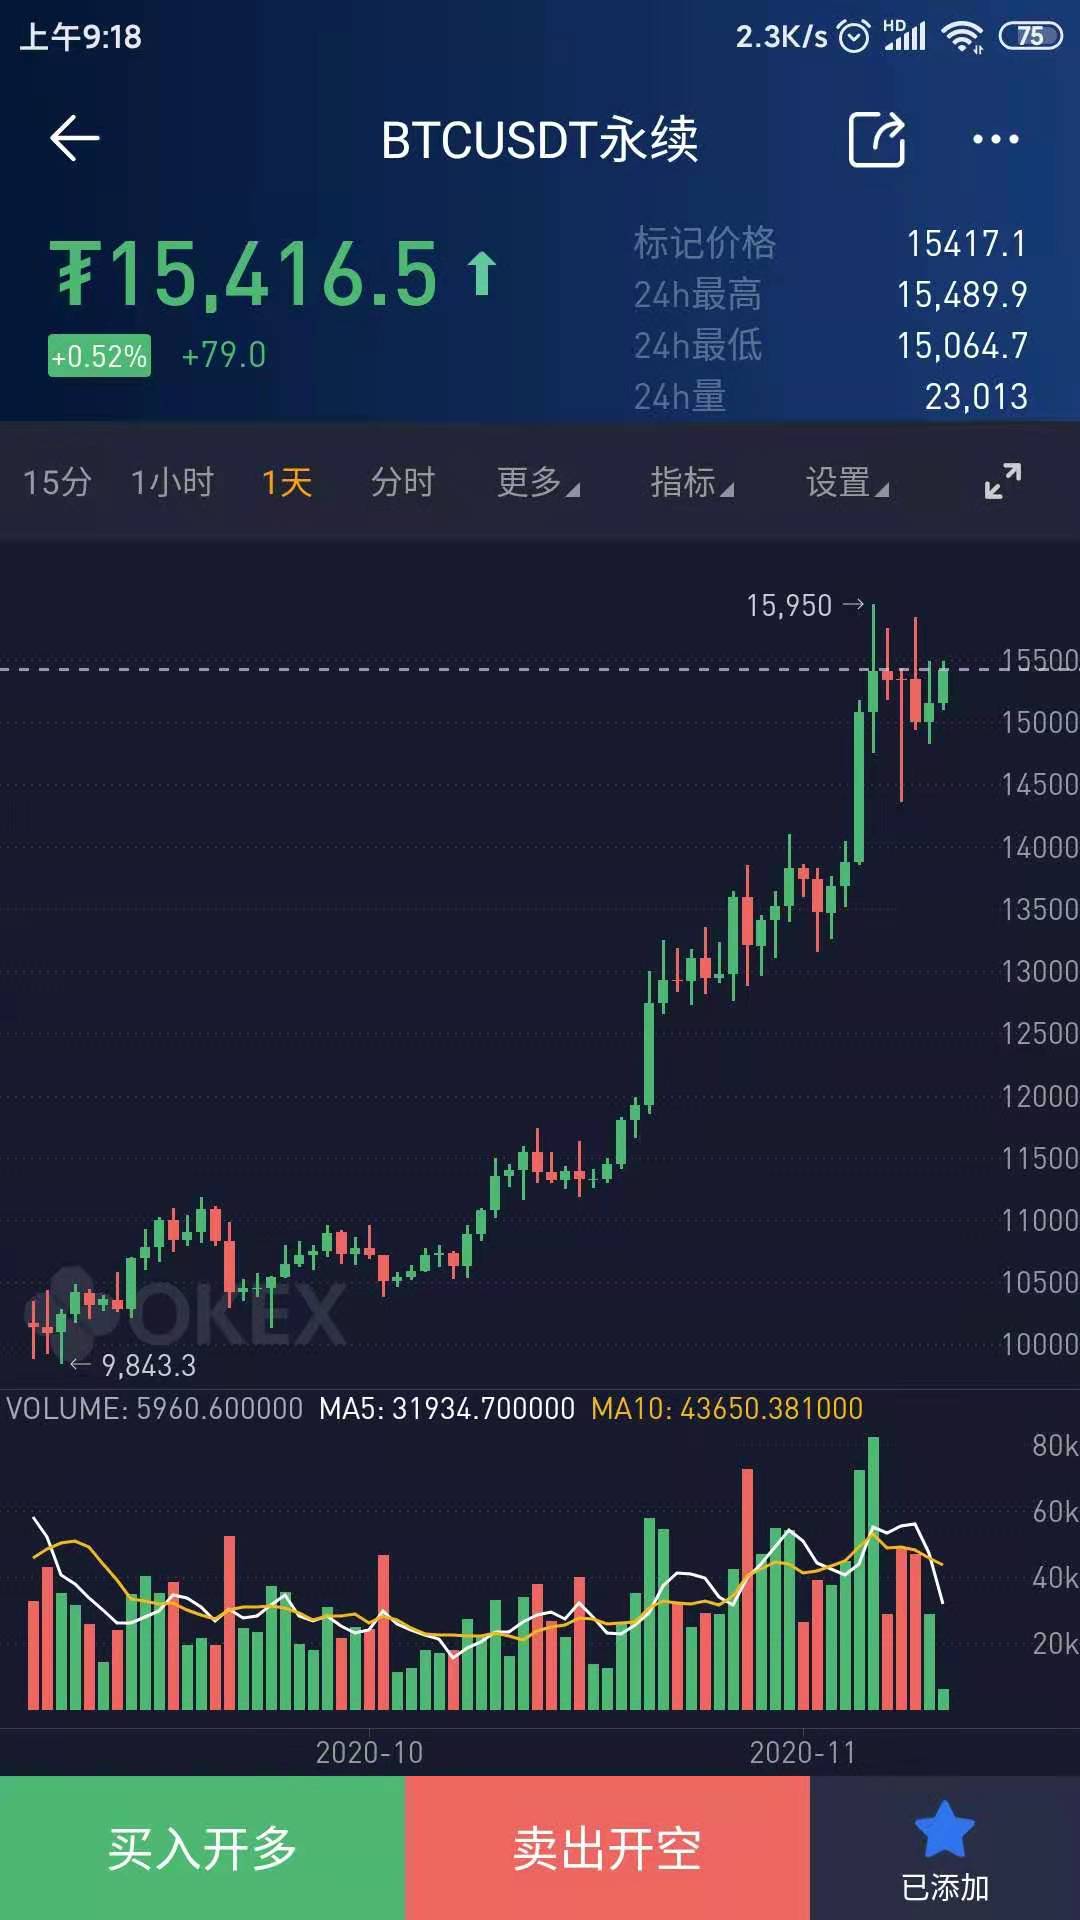 上午9:18 2.3K/s HD 75
BTCUSDT永续
₮15,416.5
+0.52% +79.0
标记价格 15417.1
24h最高 15,489.9
24h最低 15,064.7
24h量 23,013
15分 1小时 1天 分时 更多 指标 设置
15,950
15500
15000
14500
14000
13500
13000
12500
12000
11500
11000
10500
10000
OKEX
9,843.3
VOLUME: 5960.600000 MA5: 31934.700000 MA10: 43650.381000
80k
60k
40k
20k
2020-10 2020-11
买入开多 卖出开空 已添加